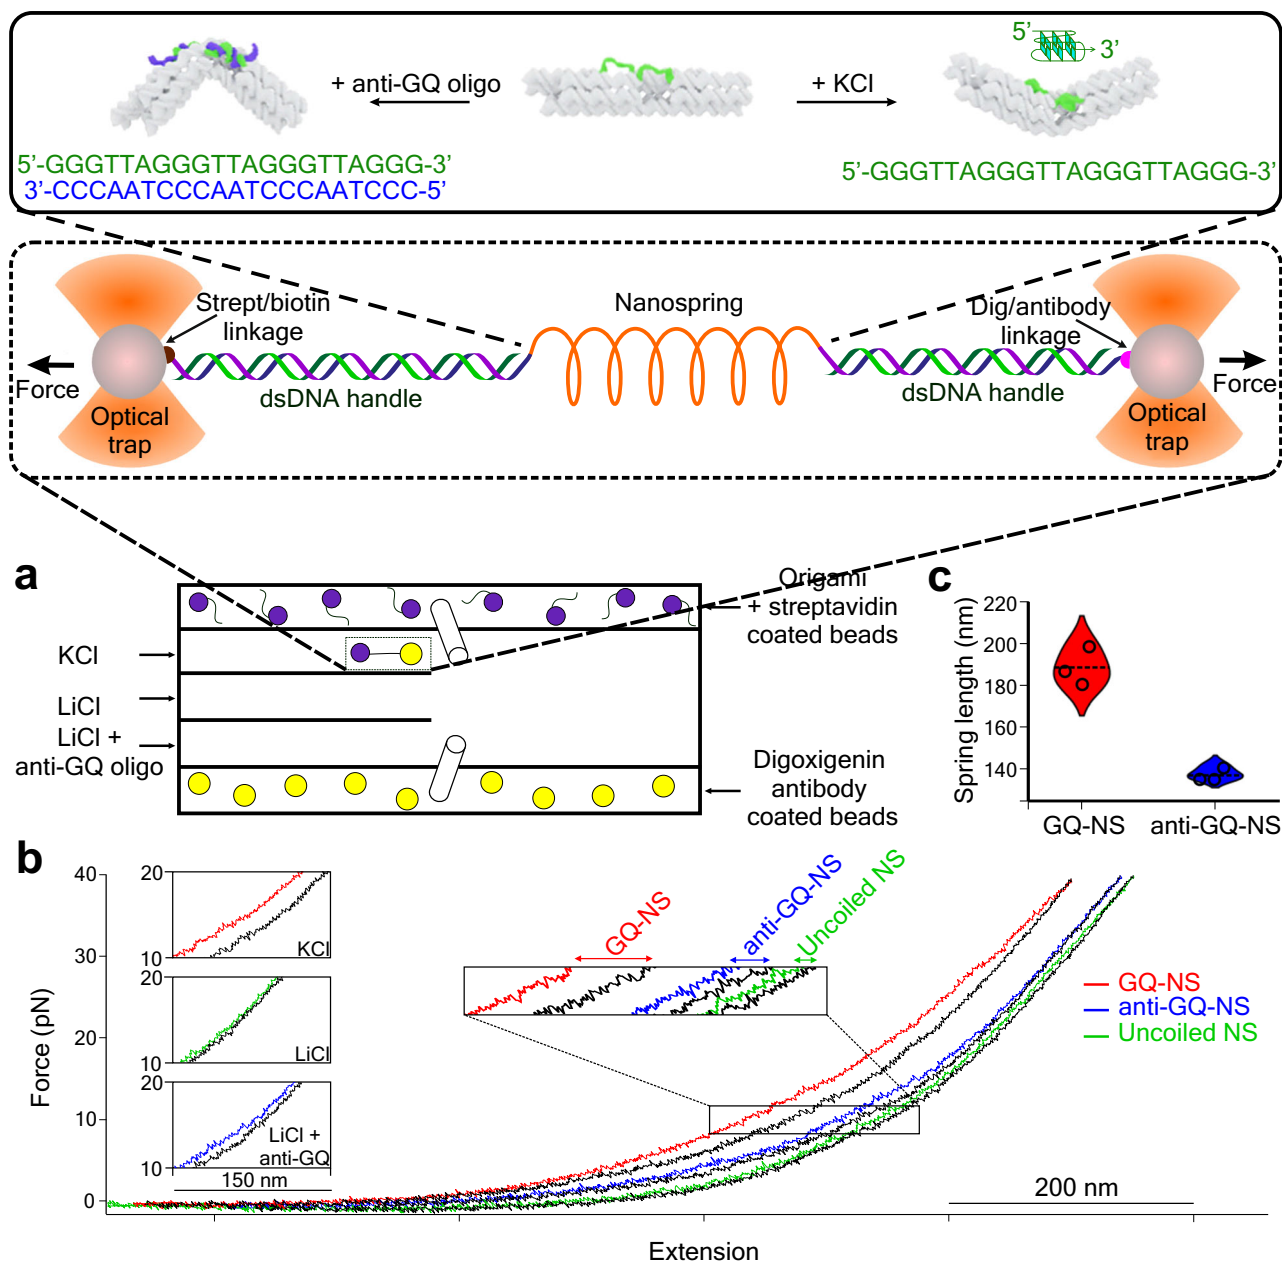 5’
3’
+ anti-GQ oligo
+ KCl
5’-GGGTTAGGGTTAGGGTTAGGG-3’
3’-CCCAATCCCAATCCCAATCCC-5’
5’-GGGTTAGGGTTAGGGTTAGGG-3’
Strept/biotin
linkage
Nanospring
Dig/antibody
linkage
Force
dsDNA handle
dsDNA handle
Force
Optical
trap
Optical
trap
a
Origami
+ streptavidin
coated beads
KCl
LiCl
LiCl +
anti-GQ oligo
Digoxigenin
antibody
coated beads
c
Spring length (nm)
220
200
180
160
140
GQ-NS
anti-GQ-NS
b
Force (pN)
40
30
20
10
0
20
10
KCl
20
10
LiCl
20
10
LiCl +
anti-GQ
150 nm
GQ-NS
anti-GQ-NS
Uncoiled NS
GQ-NS
anti-GQ-NS
Uncoiled NS
200 nm
Extension